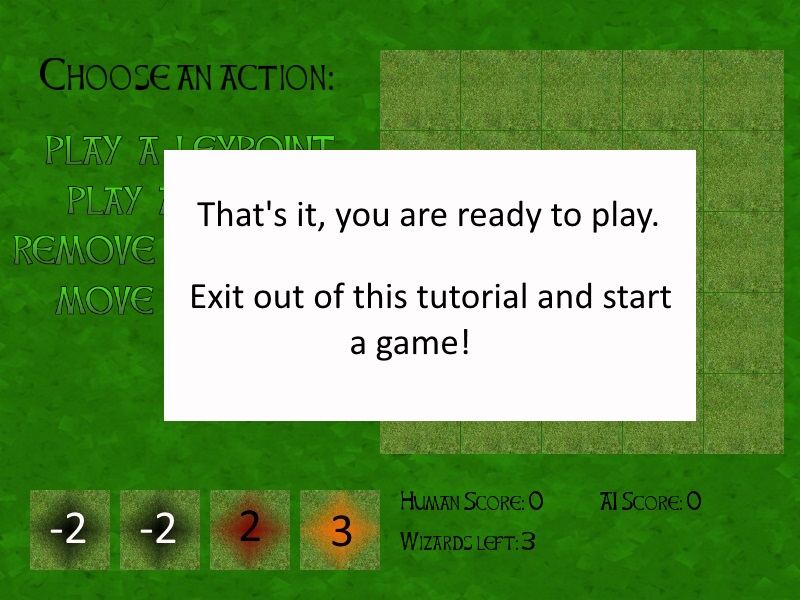 Choose an action:
PLAY A LEYPOINT
PLAY
REMOVE
MOVE
That's it, you are ready to play.
Exit out of this tutorial and start
a game!
-2 -2 2 3
Human Score: 0 AI Score: 0
Wizards left: 3